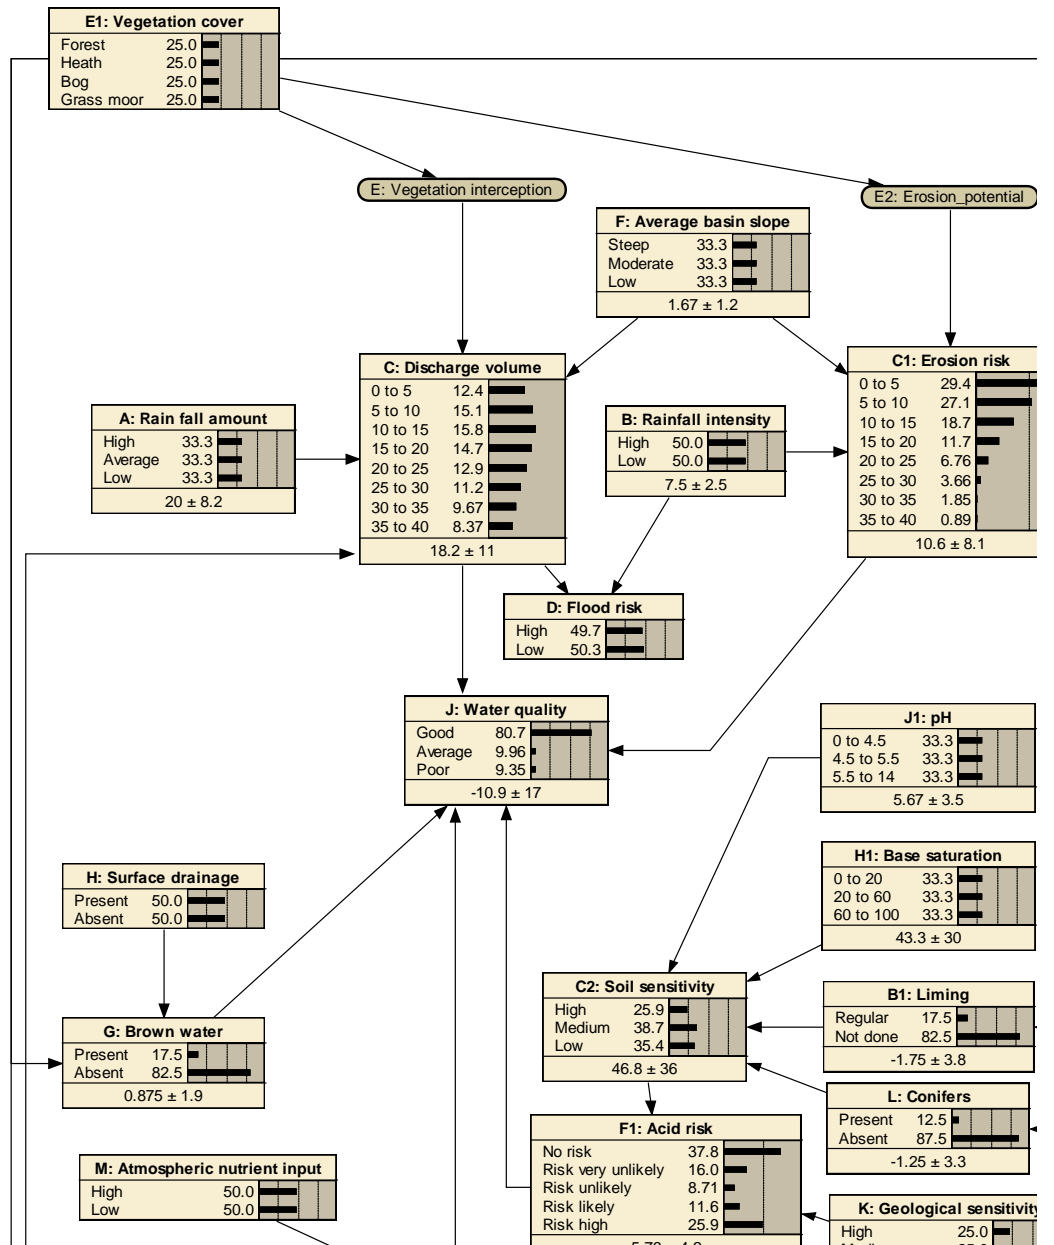 E1: Vegetation cover
Forest 25.0
Heath 25.0
Bog 25.0
Grass moor 25.0
E: Vegetation interception
E2: Erosion_potential
F: Average basin slope
Steep 33.3
Moderate 33.3
Low 33.3
1.67 ± 1.2
C: Discharge volume
0 to 5 12.4
5 to 10 15.1
10 to 15 15.8
15 to 20 14.7
20 to 25 12.9
25 to 30 11.2
30 to 35 9.67
35 to 40 8.37
18.2 ± 11
C1: Erosion risk
0 to 5 29.4
5 to 10 27.1
10 to 15 18.7
15 to 20 11.7
20 to 25 6.76
25 to 30 3.66
30 to 35 1.85
35 to 40 0.89
10.6 ± 8.1
A: Rain fall amount
High 33.3
Average 33.3
Low 33.3
20 ± 8.2
B: Rainfall intensity
High 50.0
Low 50.0
7.5 ± 2.5
D: Flood risk
High 49.7
Low 50.3
J: Water quality
Good 80.7
Average 9.96
Poor 9.35
-10.9 ± 17
J1: pH
0 to 4.5 33.3
4.5 to 5.5 33.3
5.5 to 14 33.3
5.67 ± 3.5
H1: Base saturation
0 to 20 33.3
20 to 60 33.3
60 to 100 33.3
43.3 ± 30
H: Surface drainage
Present 50.0
Absent 50.0
C2: Soil sensitivity
High 25.9
Medium 38.7
Low 35.4
46.8 ± 36
B1: Liming
Regular 17.5
Not done 82.5
-1.75 ± 3.8
G: Brown water
Present 17.5
Absent 82.5
0.875 ± 1.9
L: Conifers
Present 12.5
Absent 87.5
-1.25 ± 3.3
F1: Acid risk
No risk 37.8
Risk very unlikely 16.0
Risk unlikely 8.71
Risk likely 11.6
Risk high 25.9
M: Atmospheric nutrient input
High 50.0
Low 50.0
K: Geological sensitivity
High 25.0